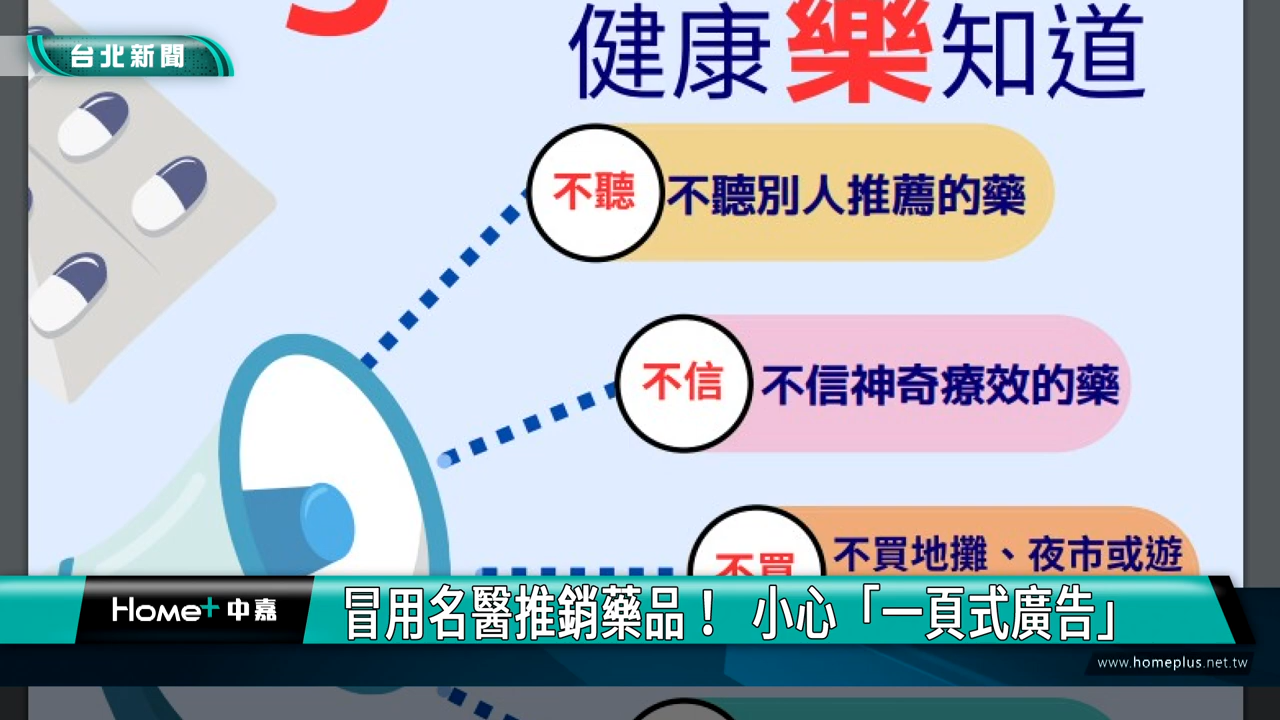 台北新聞
健康藥知道
不聽
不聽別人推薦的藥
不信
不信神奇療效的藥
不買
不買地攤、夜市或遊
Home+中嘉
冒用名醫推銷藥品！ 小心「一頁式廣告」
www.homeplus.net.tw